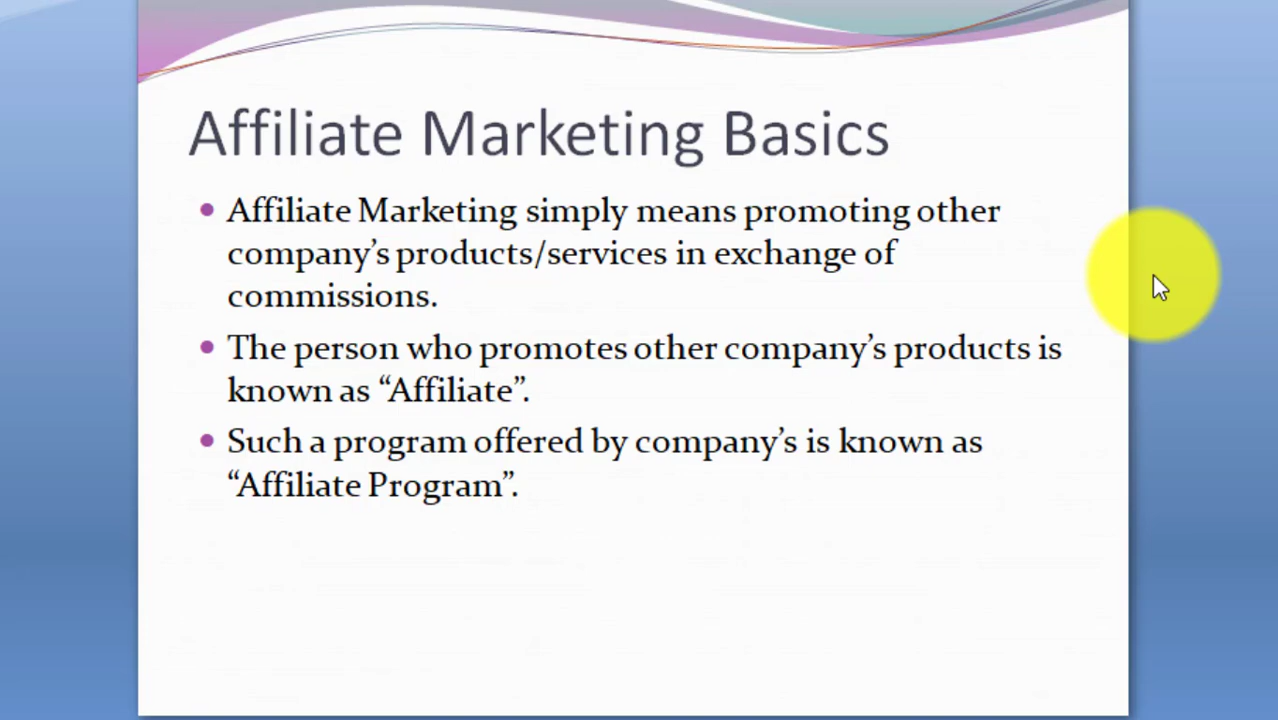 Affiliate Marketing Basics
Affiliate Marketing simply means promoting other
company’s products/services in exchange of
commissions.
The person who promotes other company’s products is
known as “Affiliate”.
Such a program offered by company’s is known as
“Affiliate Program”.